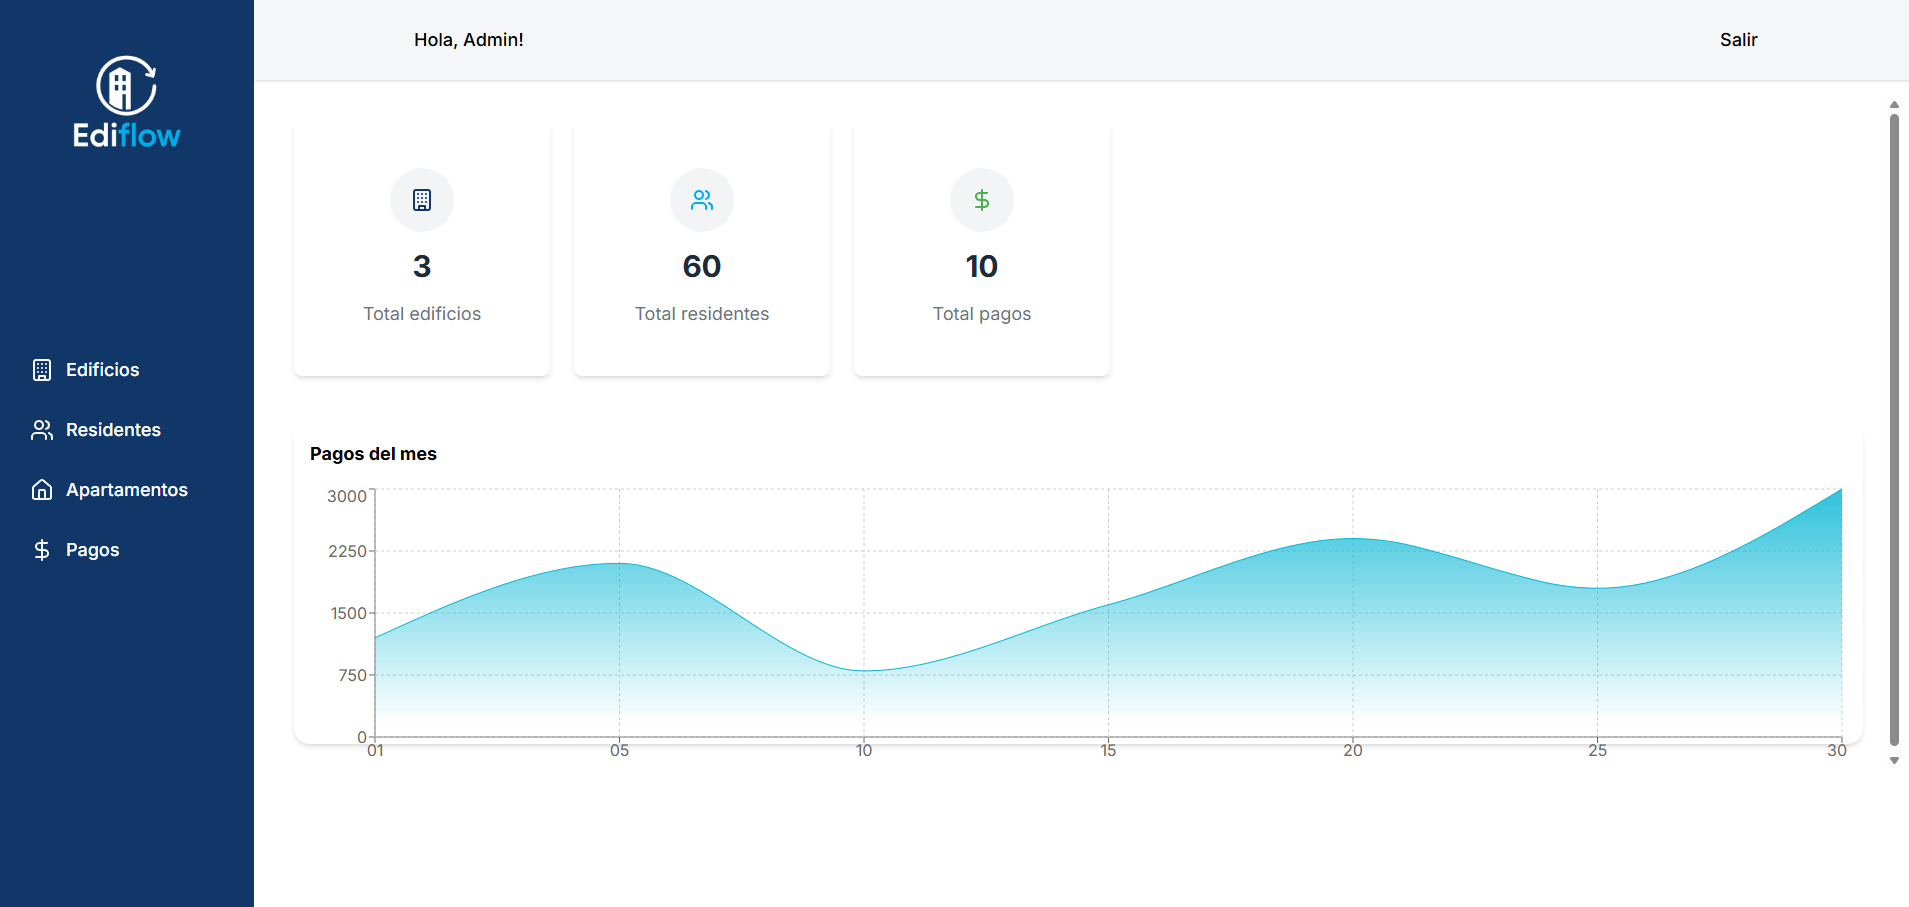 Ediflow
Edificios
Residentes
Apartamentos
Pagos
Hola, Admin!
Salir
3
Total edificios
60
Total residentes
10
Total pagos
Pagos del mes
3000
2250
1500
750
0
01 05 10 15 20 25 30